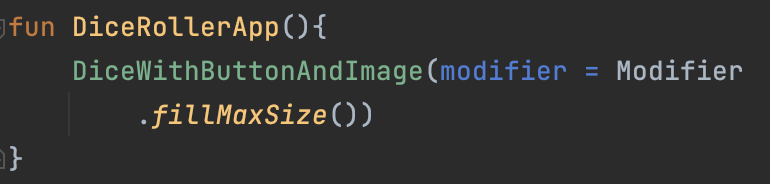 fun DiceRollerApp(){
DiceWithButtonAndImage(modifier = Modifier
.fillMaxSize())
}